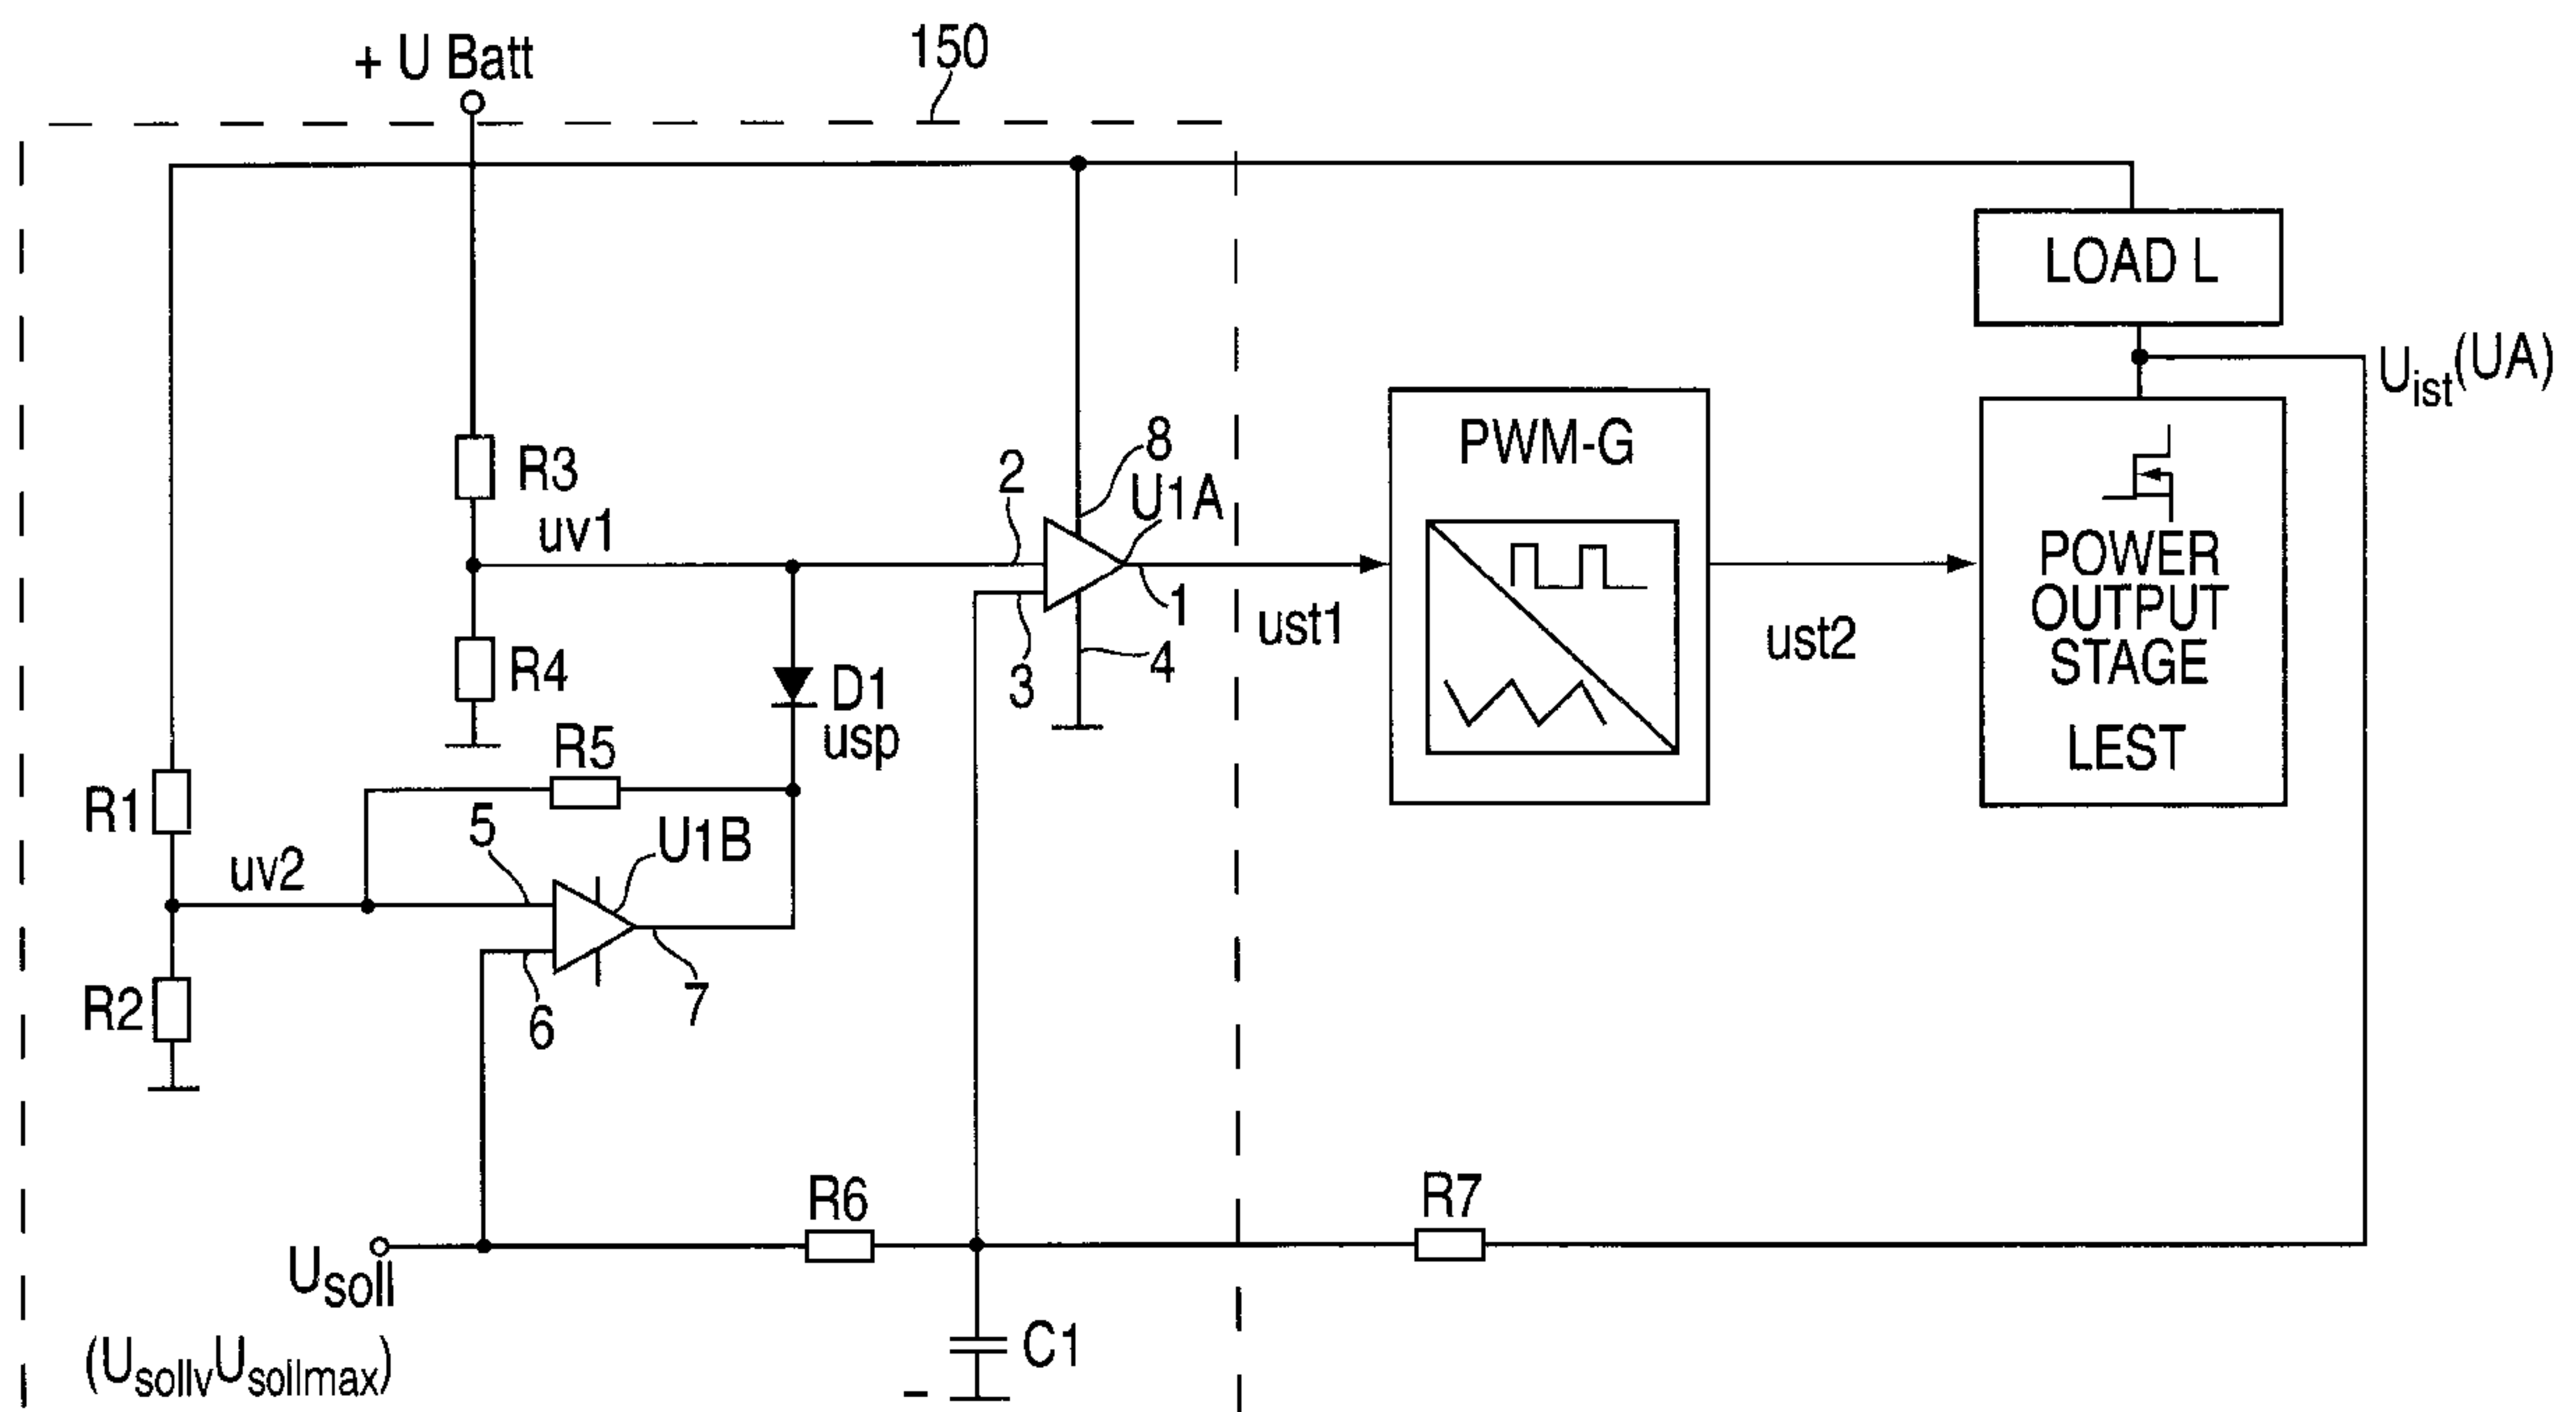 150
+ U Batt
LOAD L
U_ist(UA)
PWM-G
8
2
U1A
R3
uv1
1
3
4
ust1
ust2
POWER
OUTPUT
STAGE
LEST
R4
D1
usp
R5
R1
5
U1B
uv2
7
6
R2
R6
R7
U_soll
(U_sollv U_sollmax)
C1
–